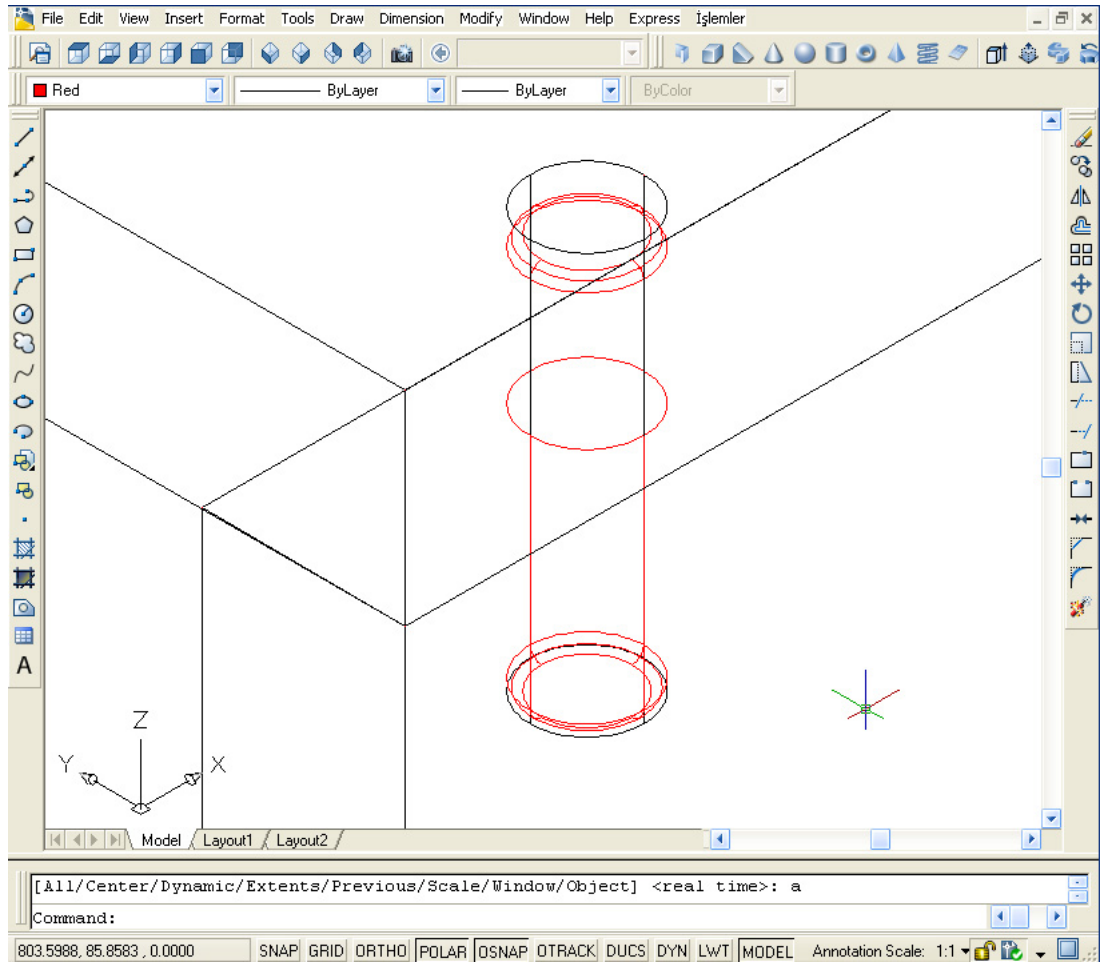 File Edit View Insert Format Tools Draw Dimension Modify Window Help Express İşlemler
Red ByLayer ByLayer ByColor
Z
Y X
Model Layout1 Layout2
[All/Center/Dynamic/Extents/Previous/Scale/Window/Object] <real time>: a
Command:
803.5988, 85.8583 , 0.0000 SNAP GRID ORTHO POLAR OSNAP OTRACK DUCS DYN LWT MODEL Annotation Scale: 1:1